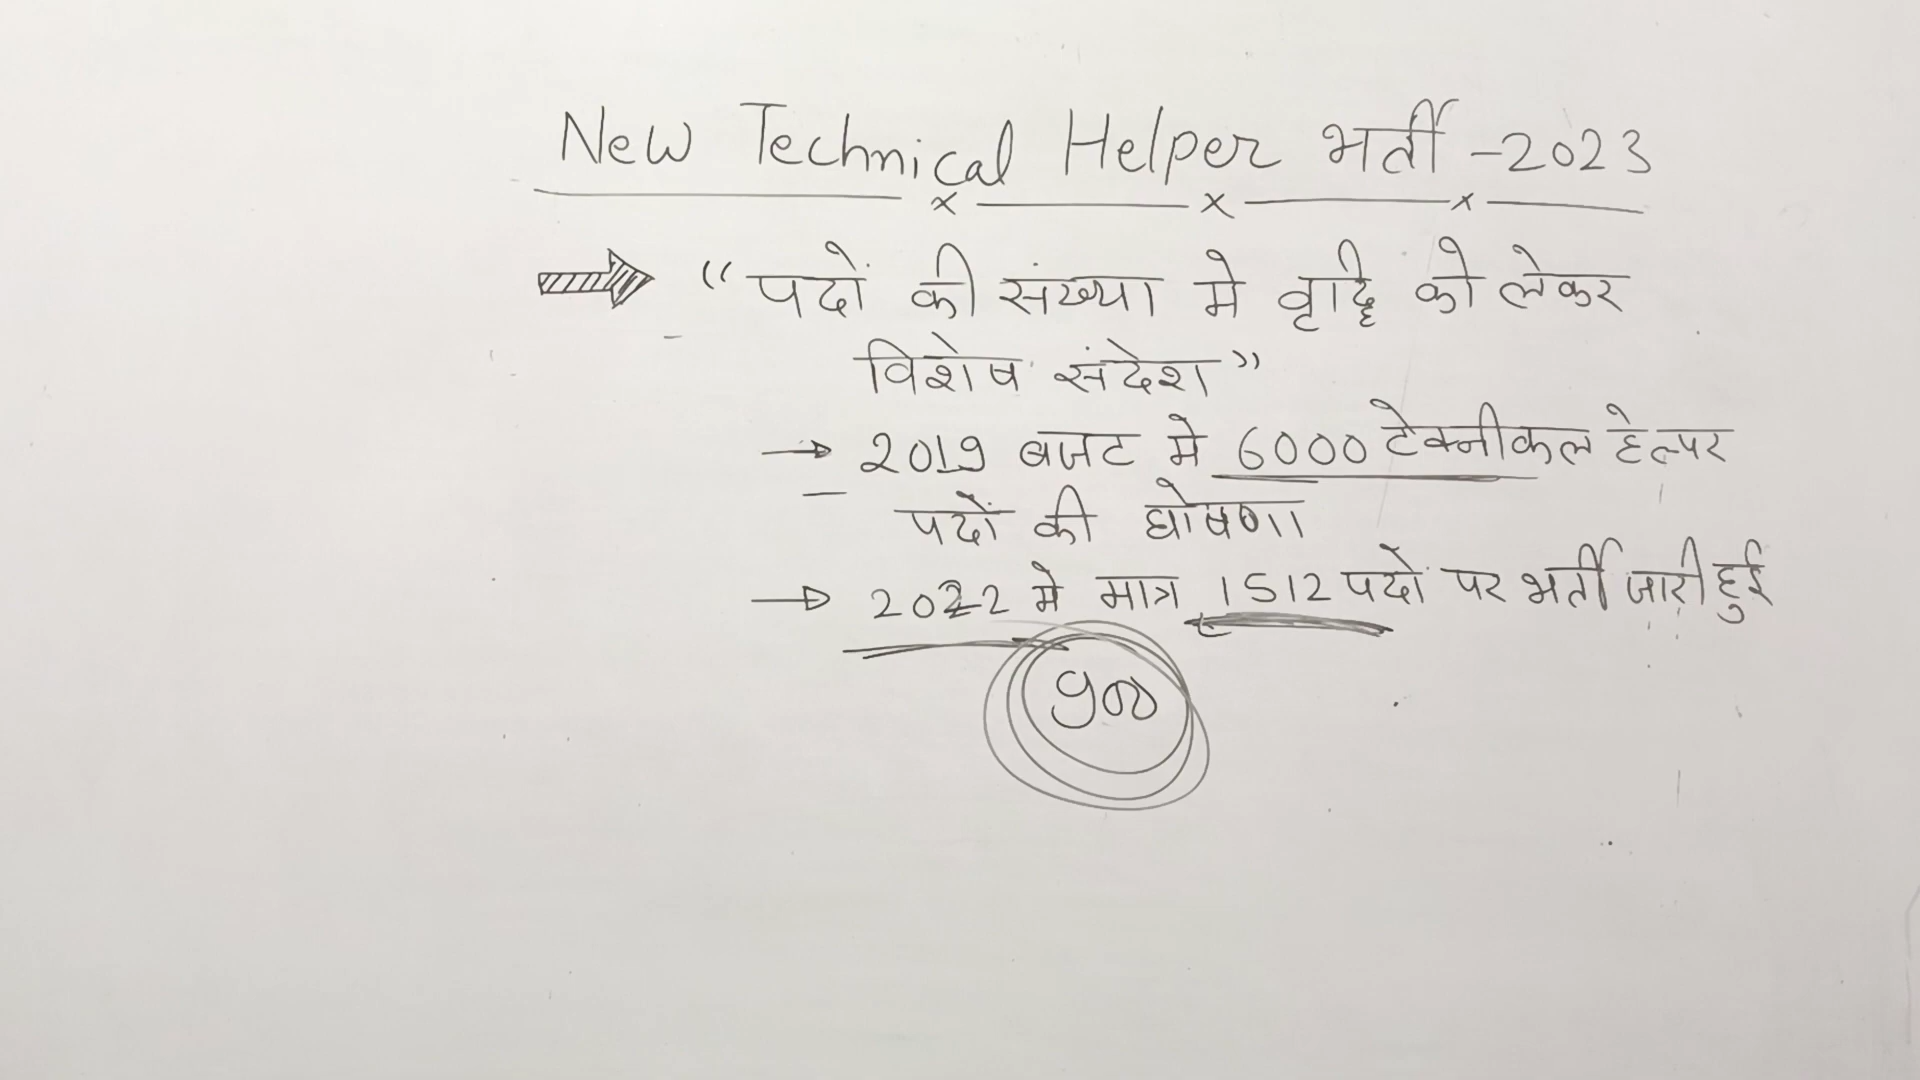 New Technical Helper भर्ती -2023
"पदों की संख्या मे वृद्धि को लेकर
विशेष संदेश"
→ 2019 बजट मे 6000 टेक्नीकल हेल्पर
पदों की घोषणा
→ 2022 मे मात्र 1512 पदों पर भर्ती जारी हुई
900